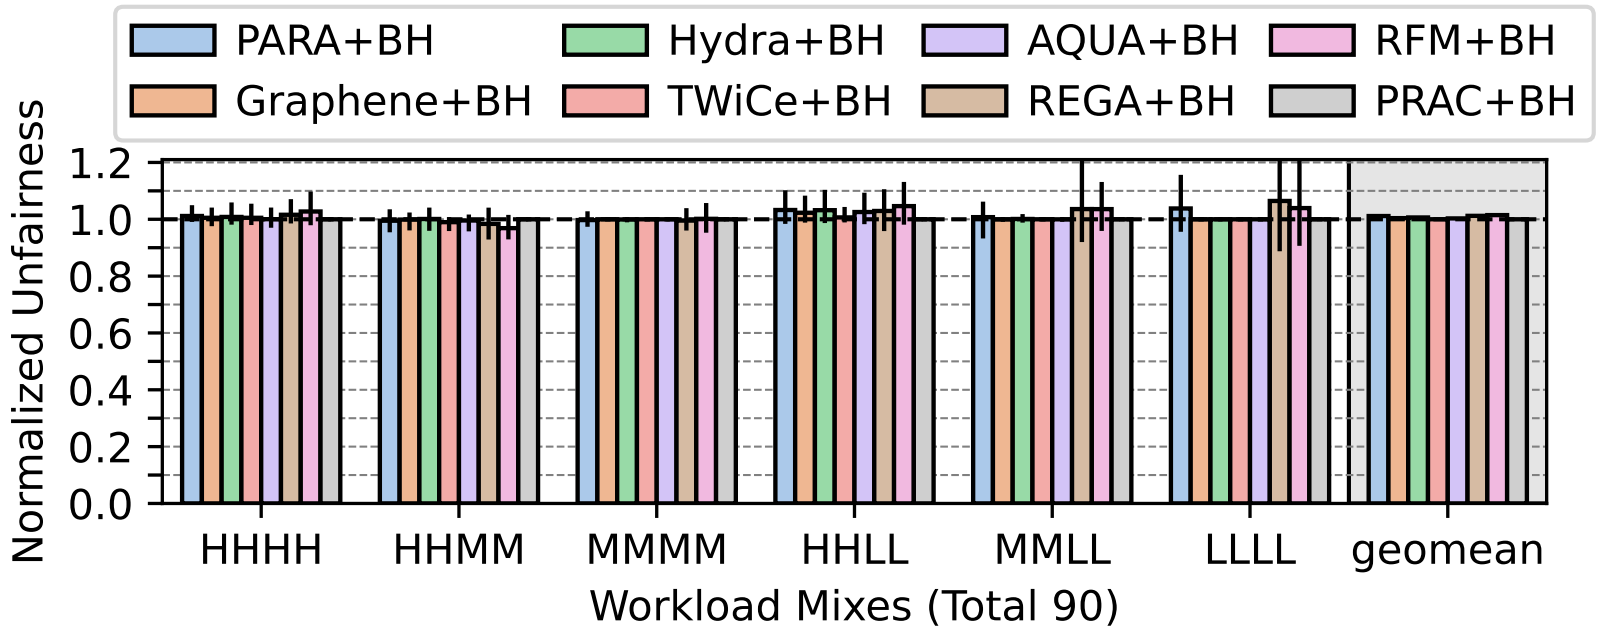 PARA+BH Hydra+BH AQUA+BH RFM+BH
Graphene+BH TWiCe+BH REGA+BH PRAC+BH
Normalized Unfairness
1.2
1.0
0.8
0.6
0.4
0.2
0.0
HHHH HHMM MMMM HHLL MMLL LLLL geomean
Workload Mixes (Total 90)